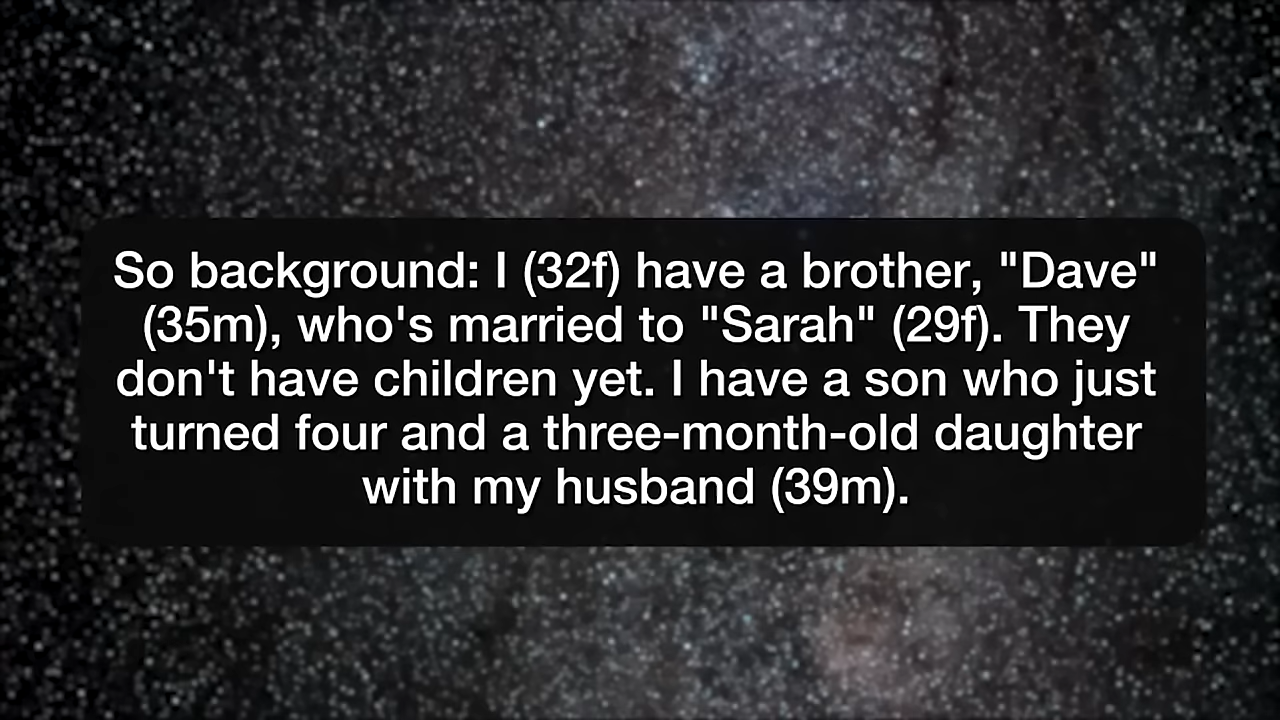 So background: I (32f) have a brother, "Dave"
(35m), who's married to "Sarah" (29f). They
don't have children yet. I have a son who just
turned four and a three-month-old daughter
with my husband (39m).